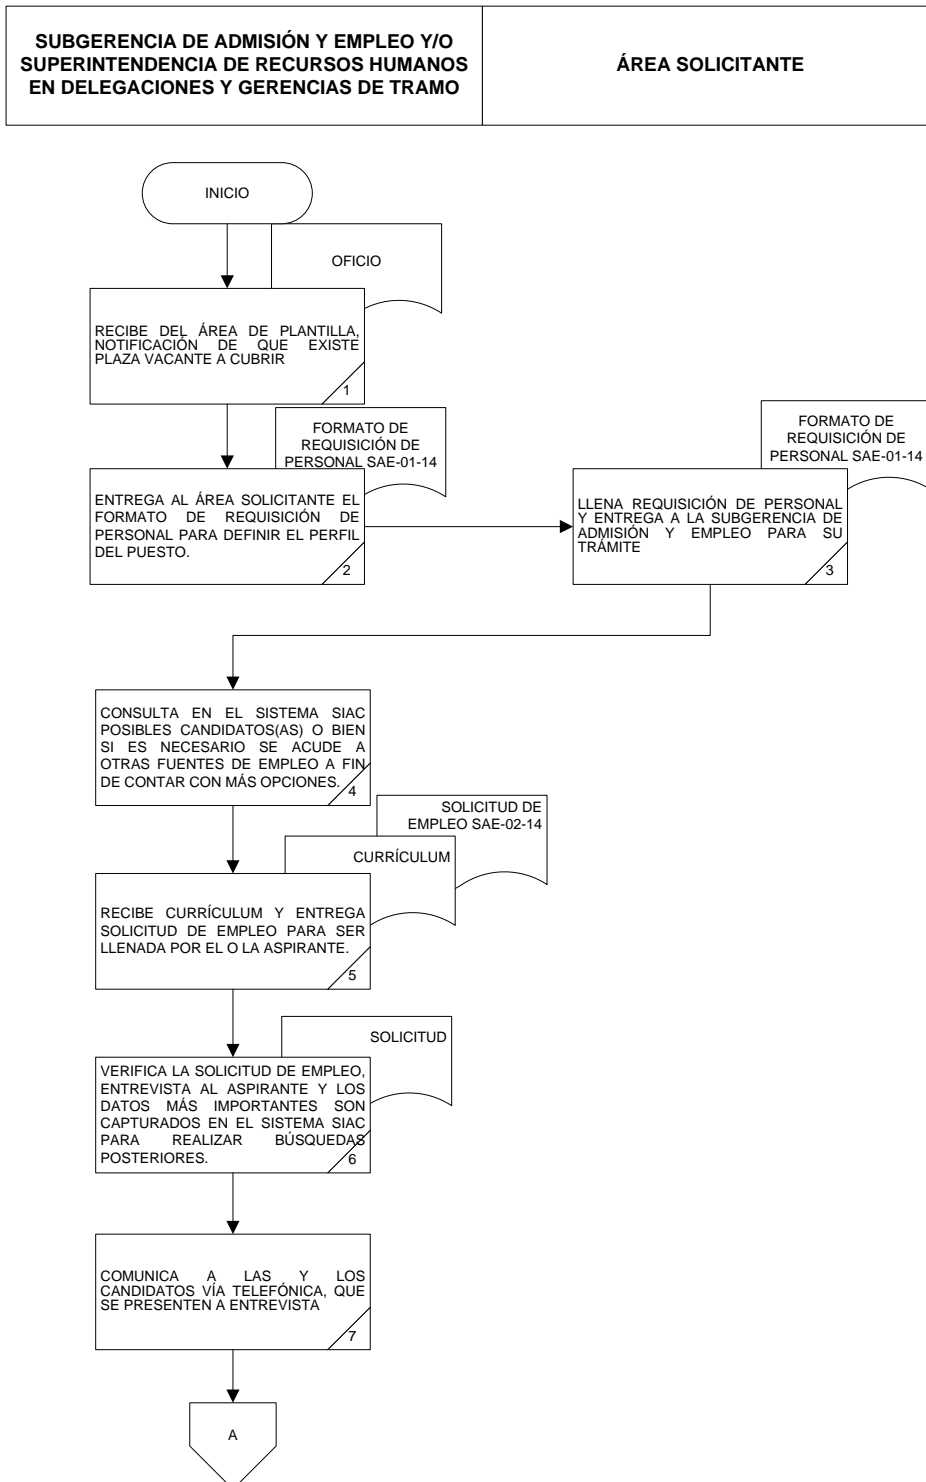 SUBGERENCIA DE ADMISIÓN Y EMPLEO Y/O
SUPERINTENDENCIA DE RECURSOS HUMANOS
EN DELEGACIONES Y GERENCIAS DE TRAMO
ÁREA SOLICITANTE
INICIO
OFICIO
RECIBE DEL ÁREA DE PLANTILLA,
NOTIFICACIÓN DE QUE EXISTE
PLAZA VACANTE A CUBRIR
1
FORMATO DE
REQUISICIÓN DE
PERSONAL SAE-01-14
ENTREGA AL ÁREA SOLICITANTE EL
FORMATO DE REQUISICIÓN DE
PERSONAL PARA DEFINIR EL PERFIL
DEL PUESTO.
2
FORMATO DE
REQUISICIÓN DE
PERSONAL SAE-01-14
LLENA REQUISICIÓN DE PERSONAL
Y ENTREGA A LA SUBGERENCIA DE
ADMISIÓN Y EMPLEO PARA SU
TRÁMITE
3
CONSULTA EN EL SISTEMA SIAC
POSIBLES CANDIDATOS(AS) O BIEN
SI ES NECESARIO SE ACUDE A
OTRAS FUENTES DE EMPLEO A FIN
DE CONTAR CON MÁS OPCIONES.
4
SOLICITUD DE
EMPLEO SAE-02-14
CURRÍCULUM
RECIBE CURRÍCULUM Y ENTREGA
SOLICITUD DE EMPLEO PARA SER
LLENADA POR EL O LA ASPIRANTE.
5
SOLICITUD
VERIFICA LA SOLICITUD DE EMPLEO,
ENTREVISTA AL ASPIRANTE Y LOS
DATOS MÁS IMPORTANTES SON
CAPTURADOS EN EL SISTEMA SIAC
PARA REALIZAR BÚSQUEDAS
POSTERIORES.
6
COMUNICA A LAS Y LOS
CANDIDATOS VÍA TELEFÓNICA, QUE
SE PRESENTEN A ENTREVISTA
7
A